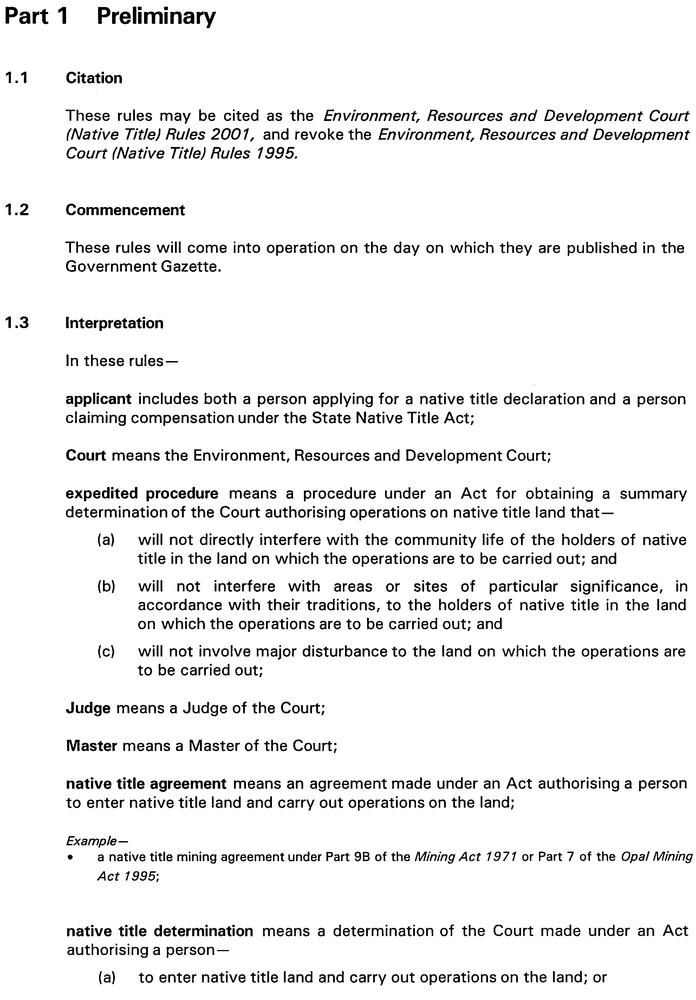 Part 1 Preliminary
1.1 Citation
These rules may be cited as the Environment, Resources and Development Court
(Native Title) Rules 2001, and revoke the Environment, Resources and Development
Court (Native Title) Rules 1995.
1.2 Commencement
These rules will come into operation on the day on which they are published in the
Government Gazette.
1.3 Interpretation
In these rules—
applicant includes both a person applying for a native title declaration and a person
claiming compensation under the State Native Title Act;
Court means the Environment, Resources and Development Court;
expedited procedure means a procedure under an Act for obtaining a summary
determination of the Court authorising operations on native title land that—
(a) will not directly interfere with the community life of the holders of native
title in the land on which the operations are to be carried out; and
(b) will not interfere with areas or sites of particular significance, in
accordance with their traditions, to the holders of native title in the land
on which the operations are to be carried out; and
(c) will not involve major disturbance to the land on which the operations are
to be carried out;
Judge means a Judge of the Court;
Master means a Master of the Court;
native title agreement means an agreement made under an Act authorising a person
to enter native title land and carry out operations on the land;
Example—
• a native title mining agreement under Part 9B of the Mining Act 1971 or Part 7 of the Opal Mining
Act 1995;
native title determination means a determination of the Court made under an Act
authorising a person—
(a) to enter native title land and carry out operations on the land; or